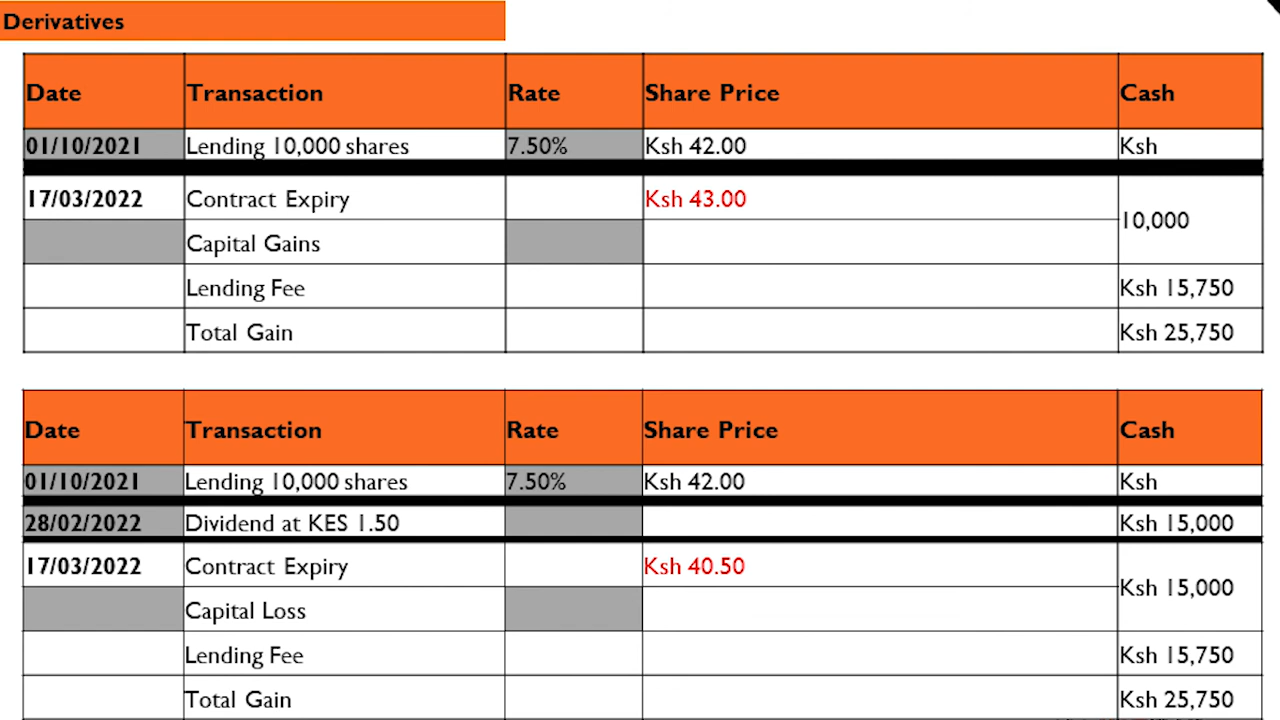 Derivatives
Date Transaction Rate Share Price Cash
01/10/2021 Lending 10,000 shares 7.50% Ksh 42.00 Ksh
17/03/2022 Contract Expiry Ksh 43.00
10,000
Capital Gains
Lending Fee Ksh 15,750
Total Gain Ksh 25,750
Date Transaction Rate Share Price Cash
01/10/2021 Lending 10,000 shares 7.50% Ksh 42.00 Ksh
28/02/2022 Dividend at KES 1.50 Ksh 15,000
17/03/2022 Contract Expiry Ksh 40.50
Ksh 15,000
Capital Loss
Lending Fee Ksh 15,750
Total Gain Ksh 25,750